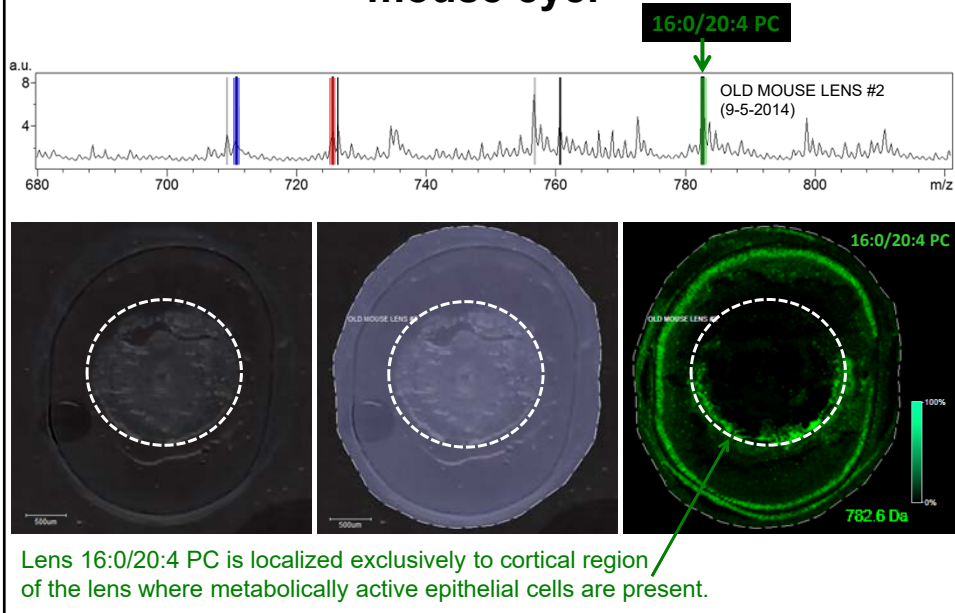 mouse eye.
16:0/20:4 PC
a.u.
8
4
OLD MOUSE LENS #2
(9-5-2014)
680 700 720 740 760 780 800 m/z
16:0/20:4 PC
OLD MOUSE LENS
OLD MOUSE LENS
100%
0%
500um
500um
782.6 Da
Lens 16:0/20:4 PC is localized exclusively to cortical region
of the lens where metabolically active epithelial cells are present.